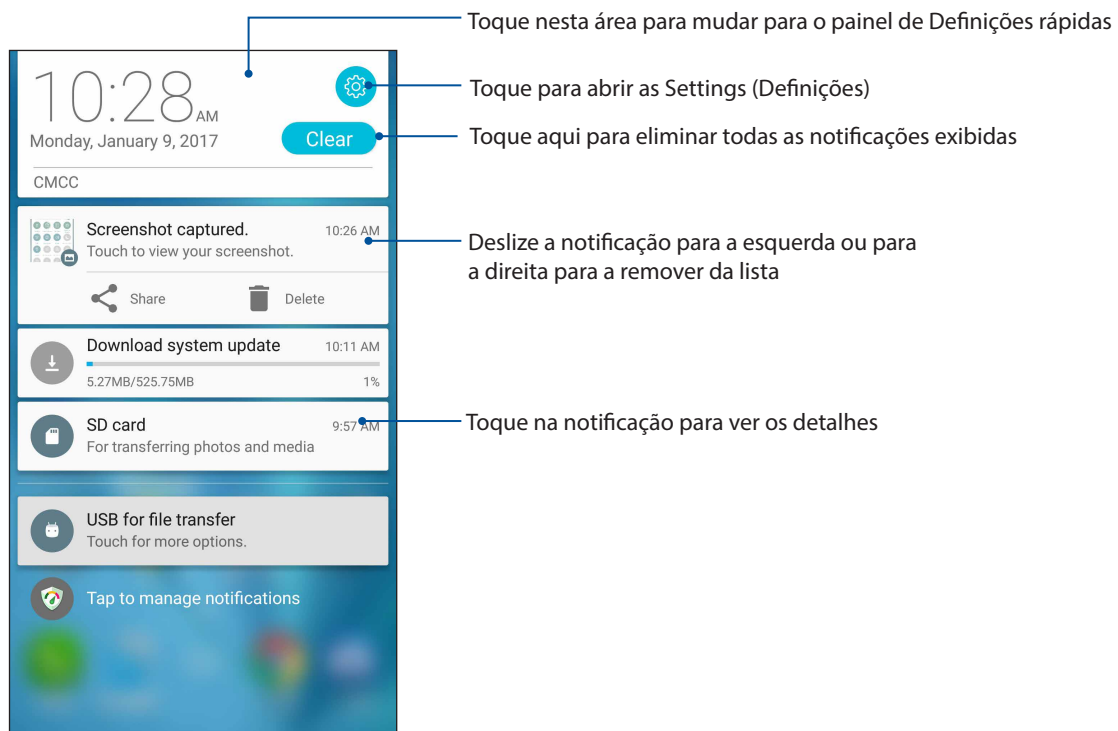 Toque nesta área para mudar para o painel de Definições rápidas
10:28 AM
Toque para abrir as Settings (Definições)
Monday, January 9, 2017
Clear
Toque aqui para eliminar todas as notificações exibidas
CMCC
Screenshot captured.
10:26 AM
Touch to view your screenshot.
Deslize a notificação para a esquerda ou para
a direita para a remover da lista
Share
Delete
Download system update
10:11 AM
5.27MB/525.75MB
1%
SD card
9:57 AM
For transferring photos and media
Toque na notificação para ver os detalhes
USB for file transfer
Touch for more options.
Tap to manage notifications